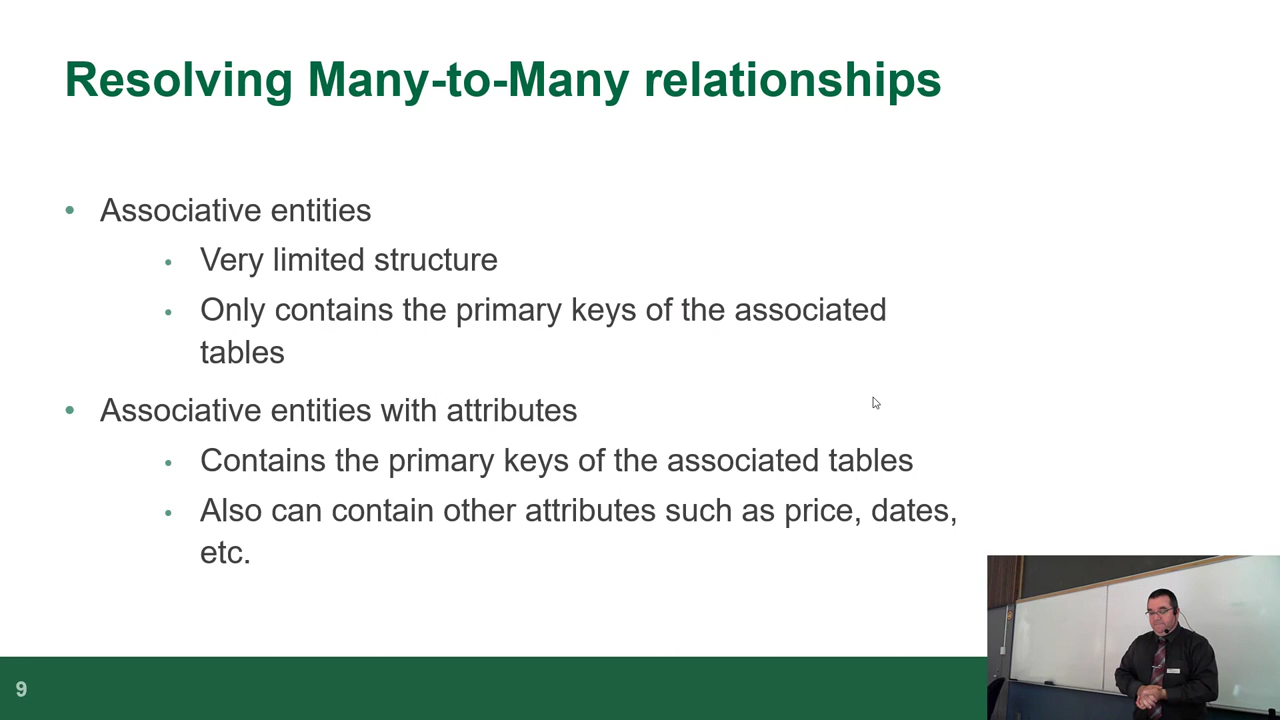 Resolving Many-to-Many relationships
• Associative entities
• Very limited structure
• Only contains the primary keys of the associated
tables
• Associative entities with attributes
• Contains the primary keys of the associated tables
• Also can contain other attributes such as price, dates,
etc.
9